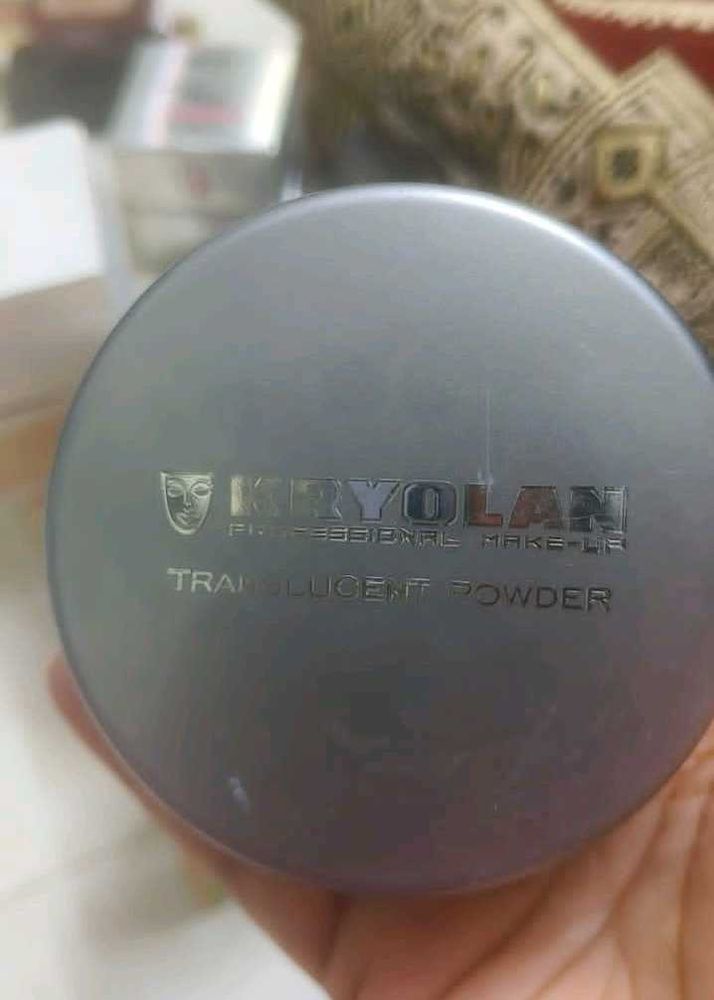 KRYOLAN
PROFESSIONAL MAKE-UP
TRANSLUCENT POWDER